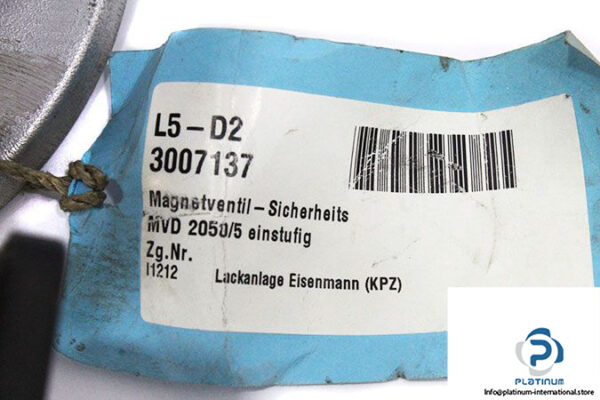 L5-D2
3007137
Magnetventil-Sicherheits
MVD 2050/5 einstufig
Zg.Nr.
I1212 Lackanlage Eisenmann (KPZ)
PLATINUM
Info@platinum-international.store